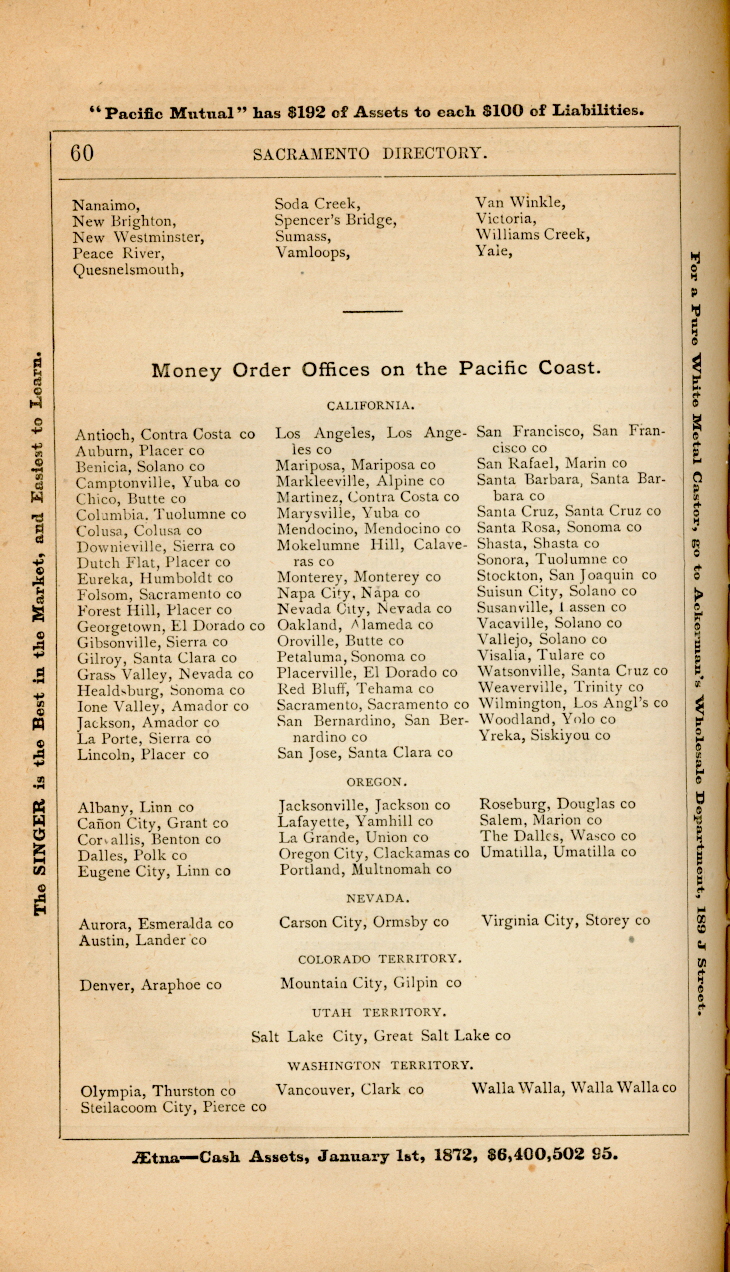 "Pacific Mutual" has $192 of Assets to each $100 of Liabilities.
60
SACRAMENTO DIRECTORY.
Nanaimo,
New Brighton,
New Westminster,
Peace River,
Quesnelsmouth,
Soda Creek,
Spencer's Bridge,
Sumass,
Vamloops,
Van Winkle,
Victoria,
Williams Creek,
Yale,
Money Order Offices on the Pacific Coast.
CALIFORNIA.
Antioch, Contra Costa co
Auburn, Placer co
Benicia, Solano co
Camptonville, Yuba co
Chico, Butte co
Columbia. Tuolumne co
Colusa, Colusa co
Downieville, Sierra co
Dutch Flat, Placer co
Eureka, Humboldt co
Folsom, Sacramento co
Forest Hill, Placer co
Georgetown, El Dorado co
Gibsonville, Sierra co
Gilroy, Santa Clara co
Grass Valley, Nevada co
Healdsburg, Sonoma co
Ione Valley, Amador co
Jackson, Amador co
La Porte, Sierra co
Lincoln, Placer co
Los Angeles, Los Ange-
les co
Mariposa, Mariposa co
Markleeville, Alpine co
Martinez, Contra Costa co
Marysville, Yuba co
Mendocino, Mendocino co
Mokelumne Hill, Calave-
ras co
Monterey, Monterey co
Napa City, Napa co
Nevada City, Nevada co
Oakland, Alameda co
Oroville, Butte co
Petaluma, Sonoma co
Placerville, El Dorado co
Red Bluff, Tehama co
Sacramento, Sacramento co
San Bernardino, San Ber-
nardino co
San Jose, Santa Clara co
San Francisco, San Fran-
cisco co
San Rafael, Marin co
Santa Barbara, Santa Bar-
bara co
Santa Cruz, Santa Cruz co
Santa Rosa, Sonoma co
Shasta, Shasta co
Sonora, Tuolumne co
Stockton, San Joaquin co
Suisun City, Solano co
Susanville, Lassen co
Vacaville, Solano co
Vallejo, Solano co
Visalia, Tulare co
Watsonville, Santa Cruz co
Weaverville, Trinity co
Wilmington, Los Angl's co
Woodland, Yolo co
Yreka, Siskiyou co
OREGON.
Albany, Linn co
Cañon City, Grant co
Corvallis, Benton co
Dalles, Polk co
Eugene City, Linn co
Jacksonville, Jackson co
Lafayette, Yamhill co
La Grande, Union co
Oregon City, Clackamas co
Portland, Multnomah co
Roseburg, Douglas co
Salem, Marion co
The Dalles, Wasco co
Umatilla, Umatilla co
NEVADA.
Aurora, Esmeralda co
Austin, Lander co
Carson City, Ormsby co
Virginia City, Storey co
COLORADO TERRITORY.
Denver, Araphoe co
Mountain City, Gilpin co
UTAH TERRITORY.
Salt Lake City, Great Salt Lake co
WASHINGTON TERRITORY.
Olympia, Thurston co
Steilacoom City, Pierce co
Vancouver, Clark co
Walla Walla, Walla Walla co
Ætna—Cash Assets, January 1st, 1872, $6,400,502 95.
The SINGER is the Best in the Market, and Easiest to Learn.
For a Pure White Metal Castor, go to Ackerman's Wholesale Department, 189 J Street.